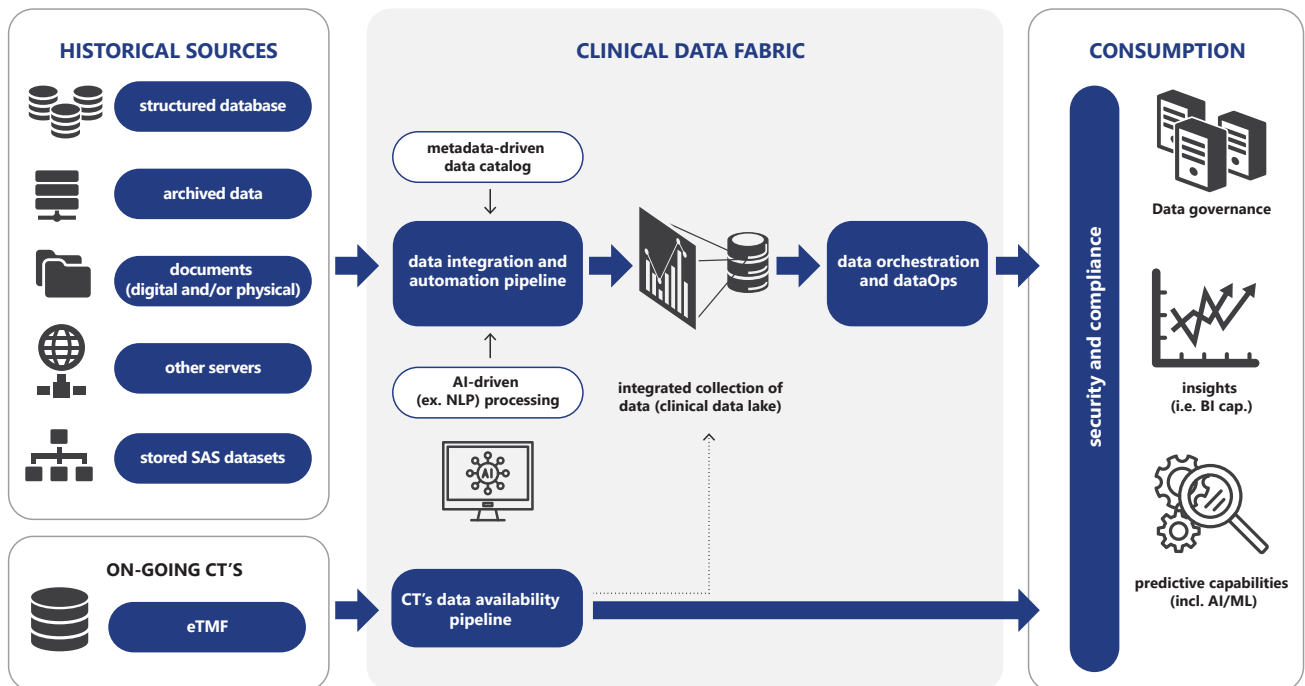 HISTORICAL SOURCES
structured database
archived data
documents
(digital and/or physical)
other servers
stored SAS datasets
ON-GOING CT'S
eTMF
CLINICAL DATA FABRIC
metadata-driven
data catalog
data integration and
automation pipeline
AI-driven
(ex. NLP) processing
AI
integrated collection of
data (clinical data lake)
data orchestration
and dataOps
CT's data availability
pipeline
CONSUMPTION
security and compliance
Data governance
insights
(i.e. BI cap.)
predictive capabilities
(incl. AI/ML)